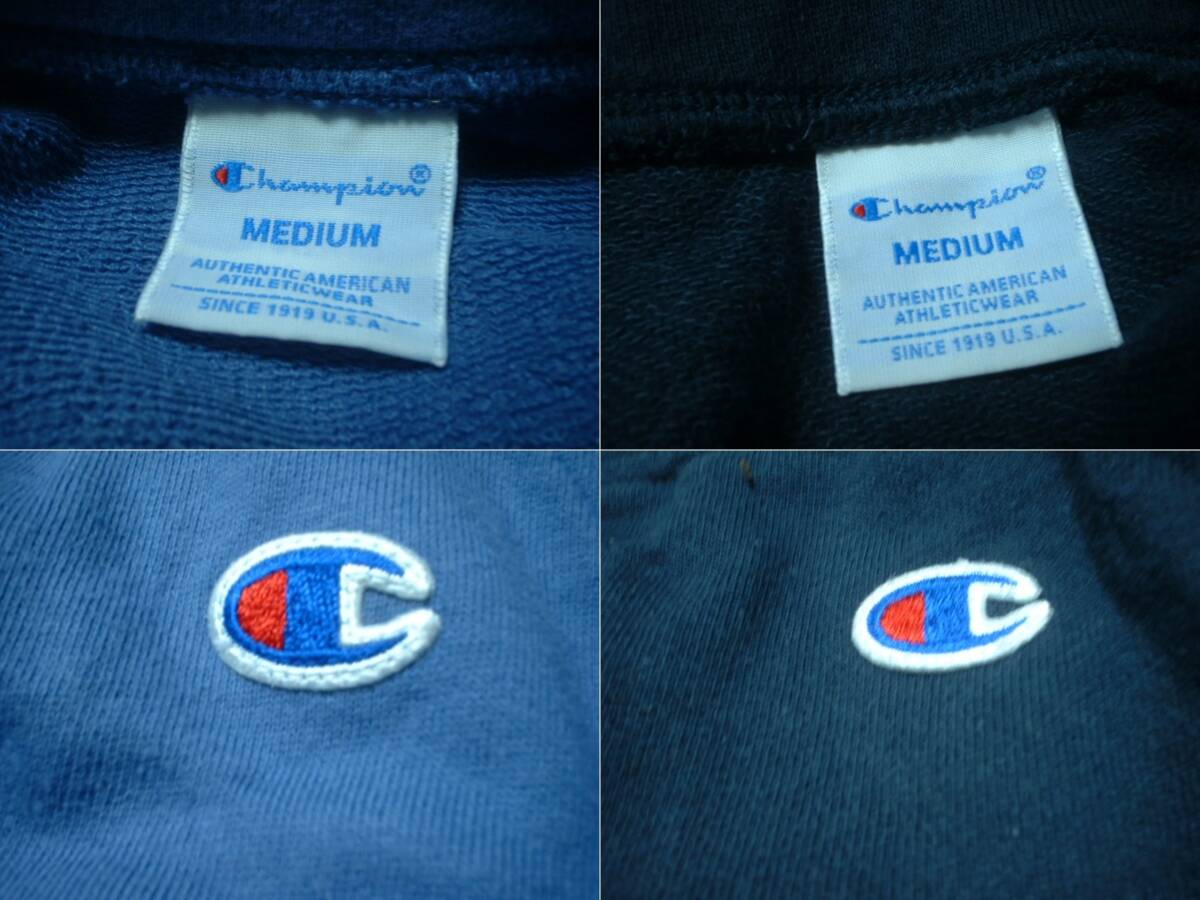 Champion®
MEDIUM
AUTHENTIC AMERICAN
ATHLETICWEAR
SINCE 1919 U.S.A.
Champion®
MEDIUM
AUTHENTIC AMERICAN
ATHLETICWEAR
SINCE 1919 U.S.A.